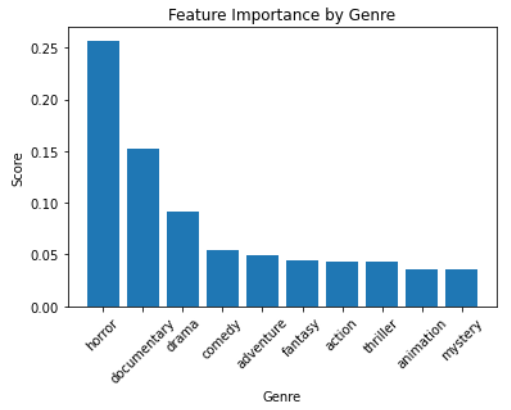 Feature Importance by Genre
0.25
0.20
0.15
0.10
0.05
0.00
Score
horror
documentary
drama
comedy
adventure
fantasy
action
thriller
animation
mystery
Genre